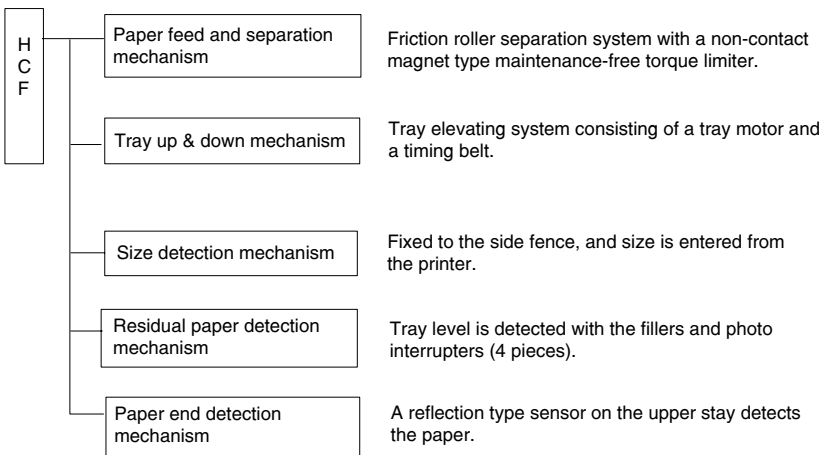 H
C
F
Paper feed and separation
mechanism
Friction roller separation system with a non-contact
magnet type maintenance-free torque limiter.
Tray up & down mechanism
Tray elevating system consisting of a tray motor and
a timing belt.
Size detection mechanism
Fixed to the side fence, and size is entered from
the printer.
Residual paper detection
mechanism
Tray level is detected with the fillers and photo
interrupters (4 pieces).
Paper end detection
mechanism
A reflection type sensor on the upper stay detects
the paper.